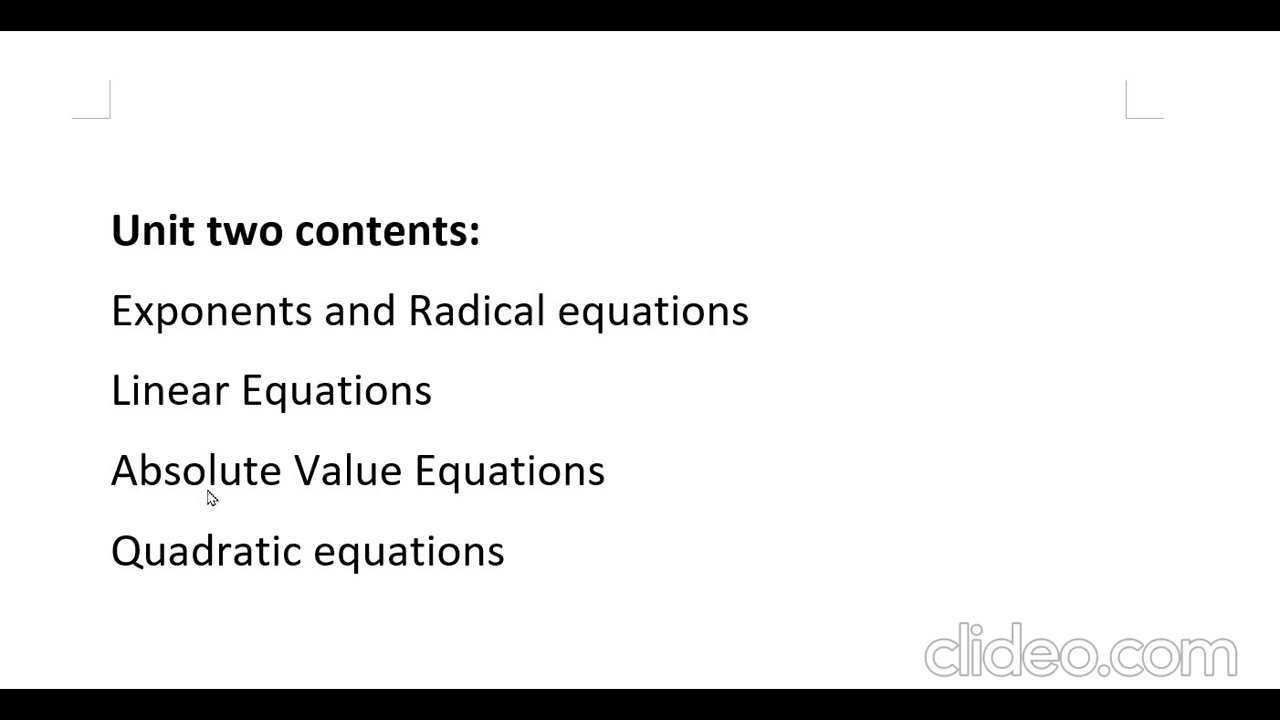 Unit two contents:
Exponents and Radical equations
Linear Equations
Absolute Value Equations
Quadratic equations
clideo.com